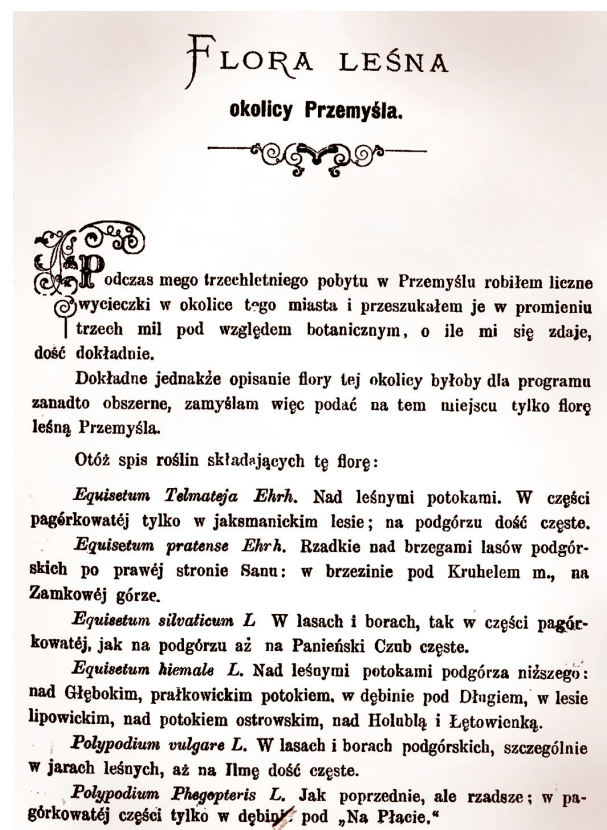 FLORA LEŚNA
okolicy Przemyśla.
Podczas mego trzechletniego pobytu w Przemyślu robiłem liczne
wycieczki w okolice tego miasta i przeszukałem je w promieniu
trzech mil pod względem botanicznym, o ile mi się zdaje,
dość dokładnie.
Dokładne jednakże opisanie flory tej okolicy byłoby dla programu
zanadto obszerne, zamyślam więc podać na tem miejscu tylko florę
leśną Przemyśla.
Otóż spis roślin składających tę florę:
Equisetum Telmateja Ehrh. Nad leśnymi potokami. W części
pagórkowatéj tylko w jaksmanickim lesie; na podgórzu dość częste.
Equisetum pratense Ehrh. Rzadkie nad brzegami lasów podgór-
skich po prawéj stronie Sanu: w brzezinie pod Kruhelem m., na
Zamkowéj górze.
Equisetum silvaticum L W lasach i borach, tak w części pagór-
kowatéj, jak na podgórzu aż na Panieński Czub częste.
Equisetum hiemale L. Nad leśnymi potokami podgórza niższego:
nad Głębokim, prałkowickim potokiem, w dębinie pod Długiem, w lesie
lipowickim, nad potokiem ostrowskim, nad Holublą i Łętowienką.
Polypodium vulgare L. W lasach i borach podgórskich, szczególnie
w jarach leśnych, aż na Ilmę dość częste.
Polypodium Phegopteris L. Jak poprzednie, ale rzadsze; w pa-
górkowatéj części tylko w dębinie pod „Na Płacie."